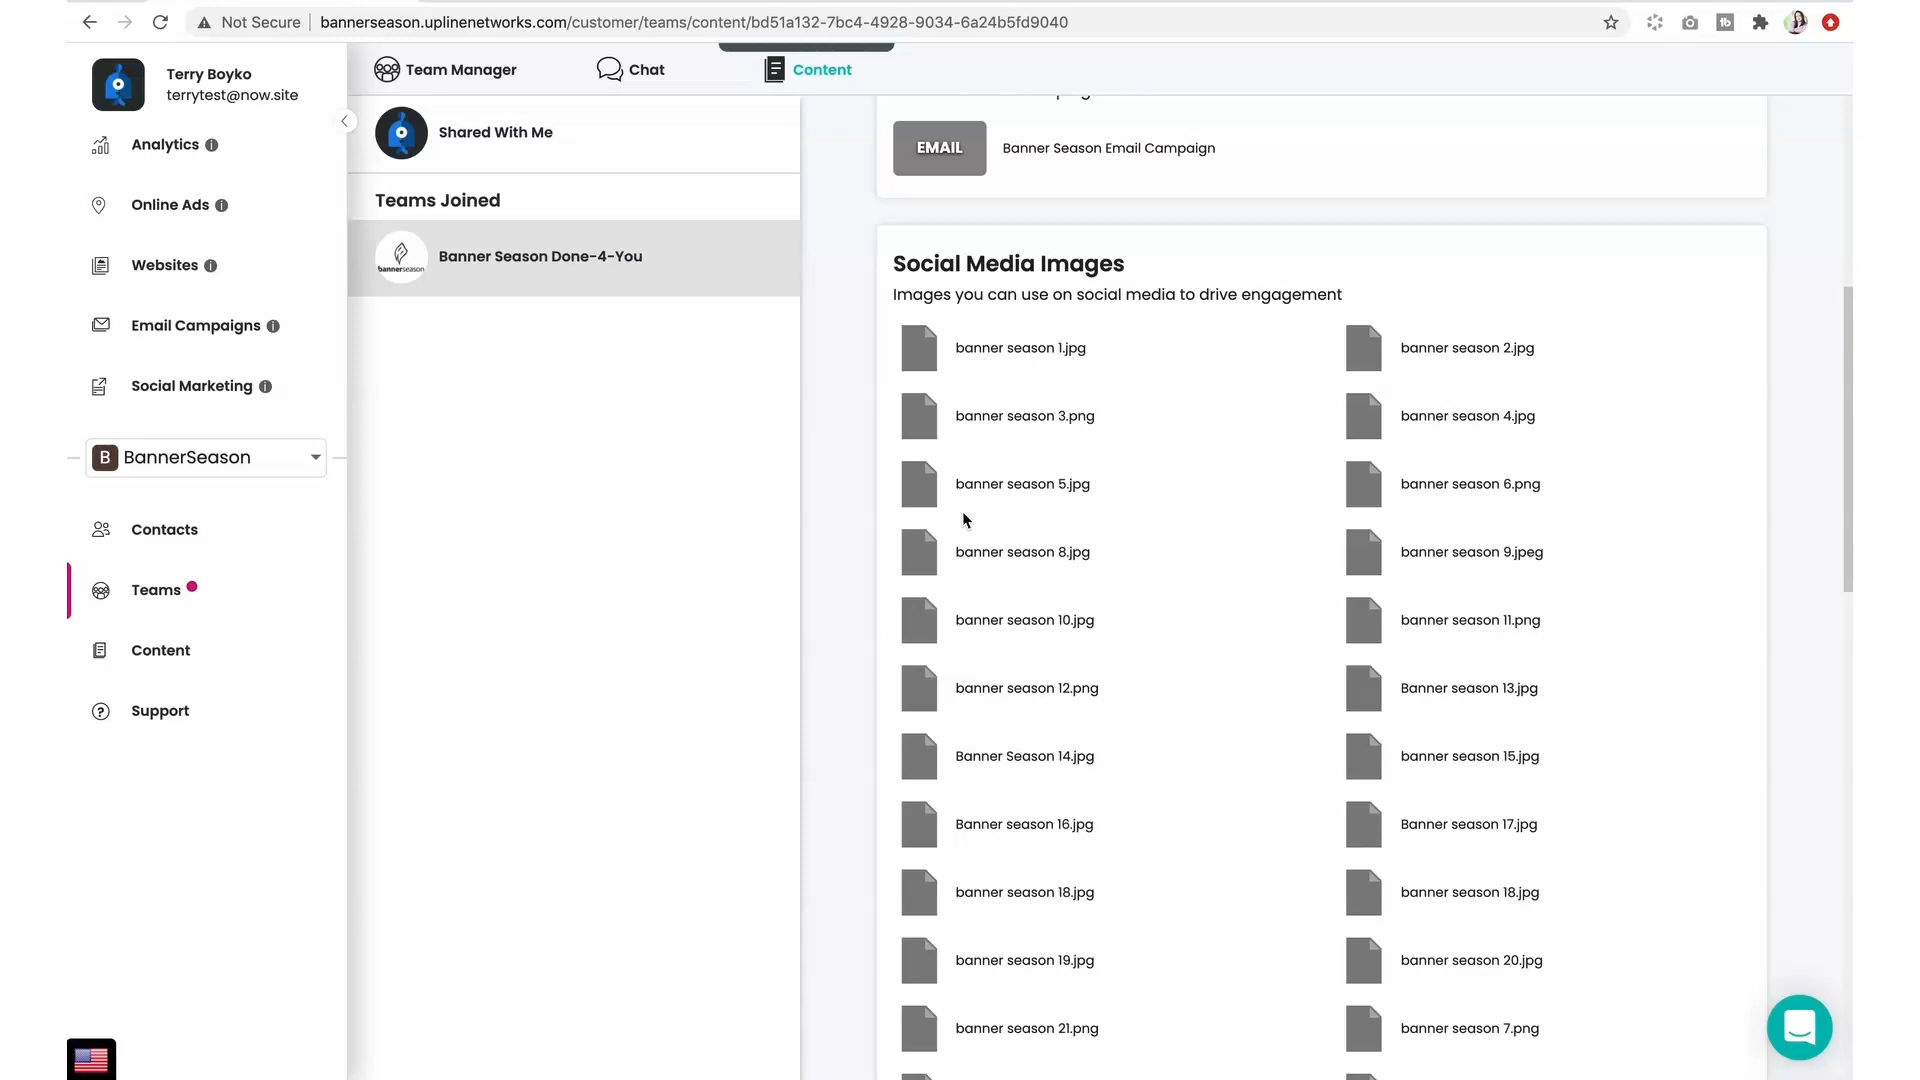 Not Secure
bannerseason.uplinenetworks.com/customer/teams/content/bd51a132-7bc4-4928-9034-6a24b5fd9040
Terry Boyko
terrytest@now.site
Analytics
Online Ads
Websites
Email Campaigns
Social Marketing
B BannerSeason
Contacts
Teams
Content
Support
Team Manager
Chat
Content
Shared With Me
Teams Joined
bannerseason
Banner Season Done-4-You
EMAIL
Banner Season Email Campaign
Social Media Images
Images you can use on social media to drive engagement
banner season 1.jpg
banner season 2.jpg
banner season 3.png
banner season 4.jpg
banner season 5.jpg
banner season 6.png
banner season 8.jpg
banner season 9.jpeg
banner season 10.jpg
banner season 11.png
banner season 12.png
Banner season 13.jpg
Banner Season 14.jpg
banner season 15.jpg
Banner season 16.jpg
Banner season 17.jpg
banner season 18.jpg
banner season 18.jpg
banner season 19.jpg
banner season 20.jpg
banner season 21.png
banner season 7.png